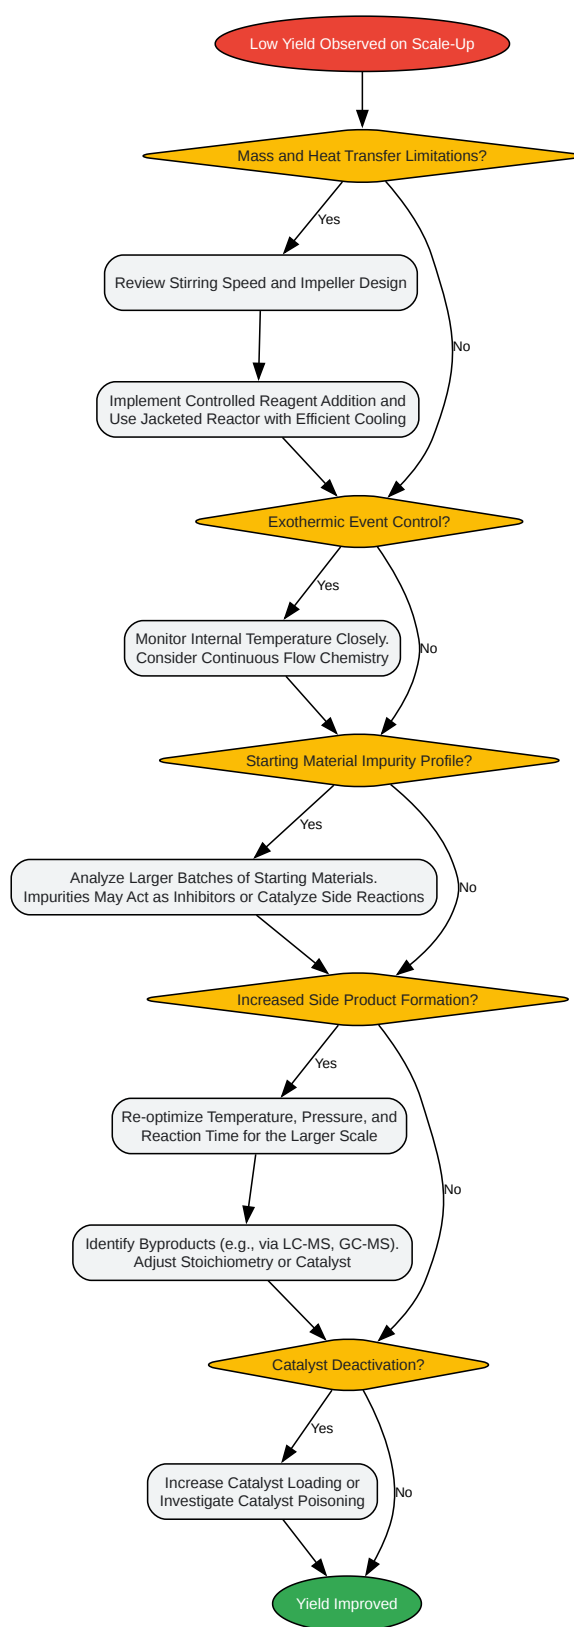 Low Yield Observed on Scale-Up
Mass and Heat Transfer Limitations?
Yes
Review Stirring Speed and Impeller Design
No
Implement Controlled Reagent Addition and
Use Jacketed Reactor with Efficient Cooling
Exothermic Event Control?
Yes
Monitor Internal Temperature Closely.
Consider Continuous Flow Chemistry
No
Starting Material Impurity Profile?
Yes
Analyze Larger Batches of Starting Materials.
Impurities May Act as Inhibitors or Catalyze Side Reactions
No
Increased Side Product Formation?
Yes
Re-optimize Temperature, Pressure, and
Reaction Time for the Larger Scale
No
Identify Byproducts (e.g., via LC-MS, GC-MS).
Adjust Stoichiometry or Catalyst
Catalyst Deactivation?
Yes
Increase Catalyst Loading or
Investigate Catalyst Poisoning
No
Yield Improved